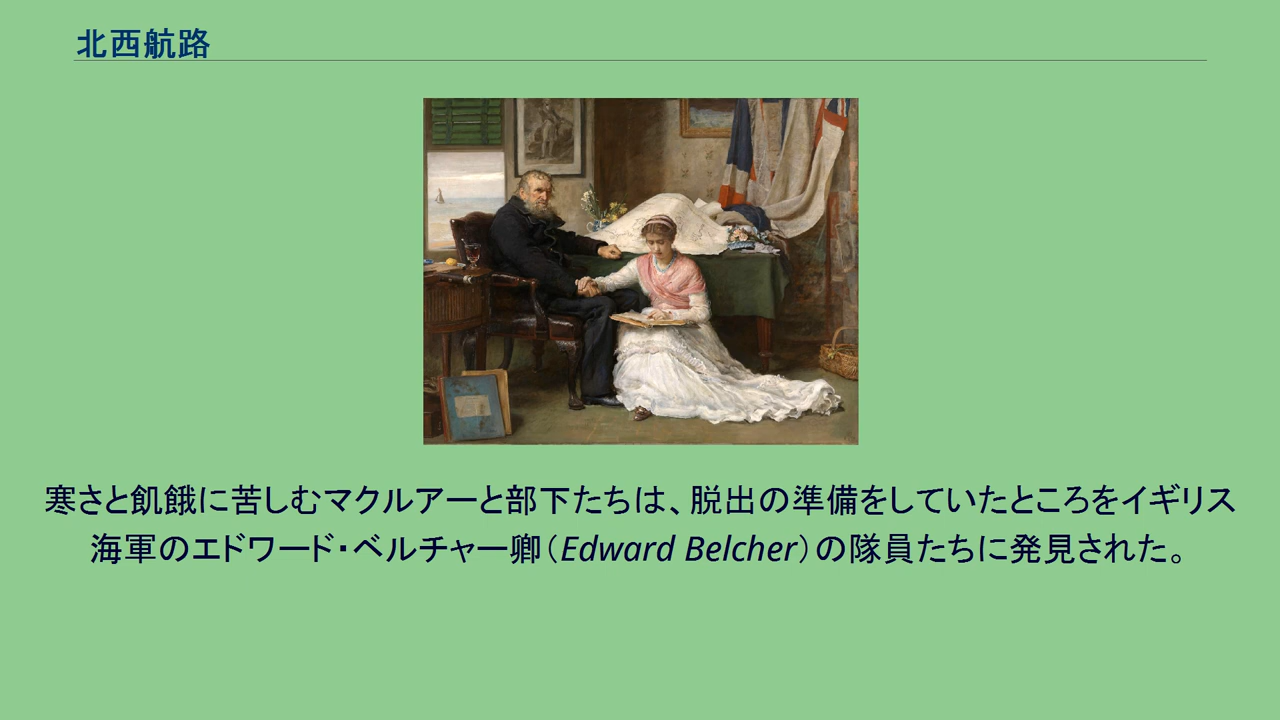 北西航路
寒さと飢餓に苦しむマクルアーと部下たちは、脱出の準備をしていたところをイギリス
海軍のエドワード・ベルチャー卿（Edward Belcher）の隊員たちに発見された。